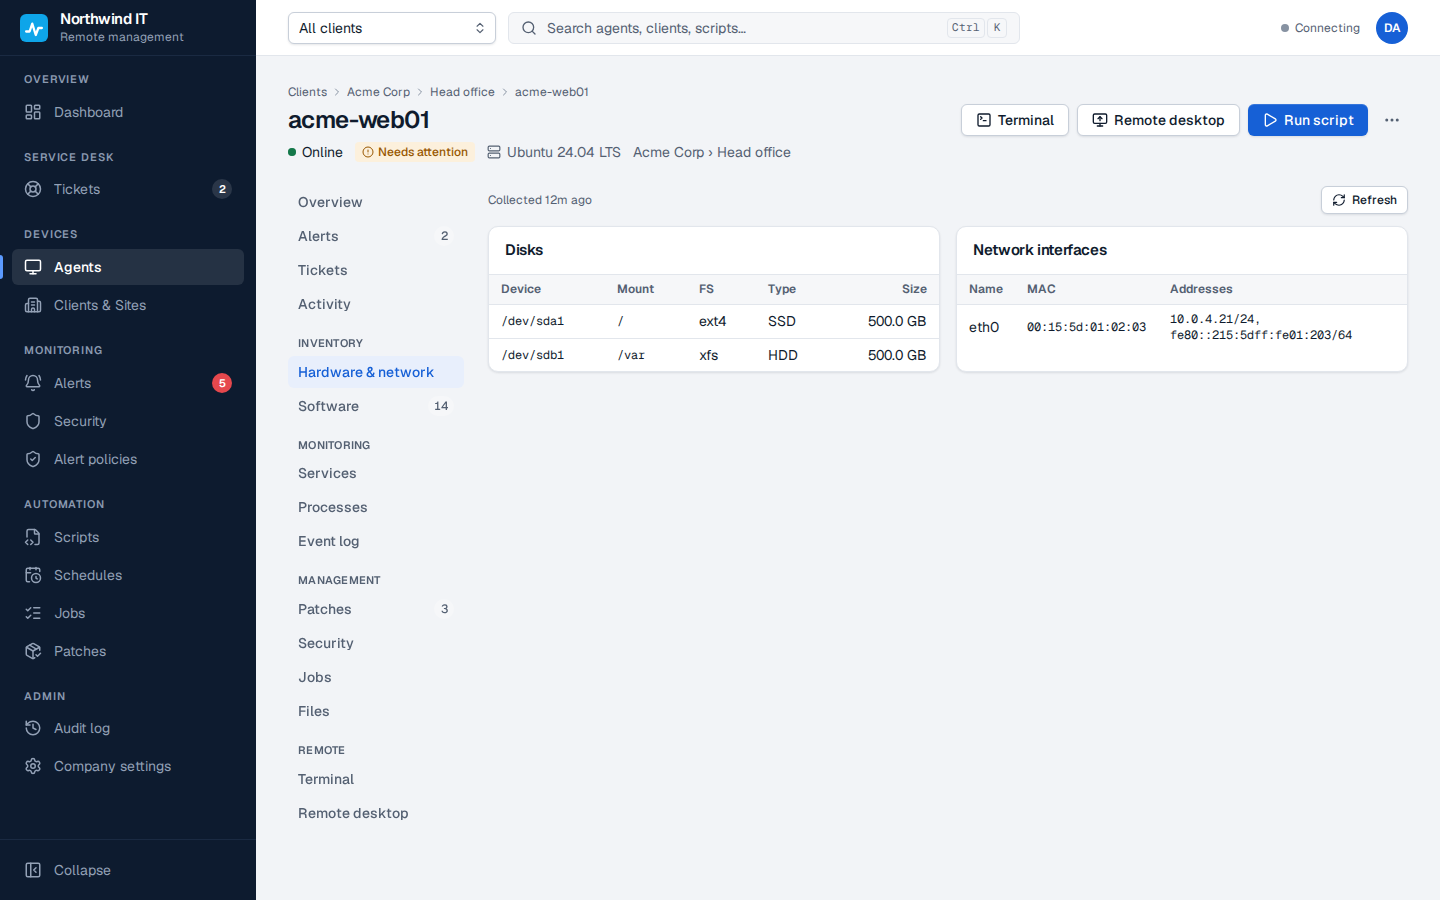 Northwind IT
Remote management
OVERVIEW
Dashboard
SERVICE DESK
Tickets 2
DEVICES
Agents
Clients & Sites
MONITORING
Alerts 5
Security
Alert policies
AUTOMATION
Scripts
Schedules
Jobs
Patches
ADMIN
Audit log
Company settings
Collapse
All clients
Search agents, clients, scripts... Ctrl K
Connecting
DA
Clients > Acme Corp > Head office > acme-web01
acme-web01
Online Needs attention Ubuntu 24.04 LTS Acme Corp › Head office
Terminal
Remote desktop
Run script
Overview
Alerts 2
Tickets
Activity
INVENTORY
Hardware & network
Software 14
MONITORING
Services
Processes
Event log
MANAGEMENT
Patches 3
Security
Jobs
Files
REMOTE
Terminal
Remote desktop
Collected 12m ago
Refresh
Disks
Device Mount FS Type Size
/dev/sda1 / ext4 SSD 500.0 GB
/dev/sdb1 /var xfs HDD 500.0 GB
Network interfaces
Name MAC Addresses
eth0 00:15:5d:01:02:03 10.0.4.21/24,
fe80::215:5dff:fe01:203/64